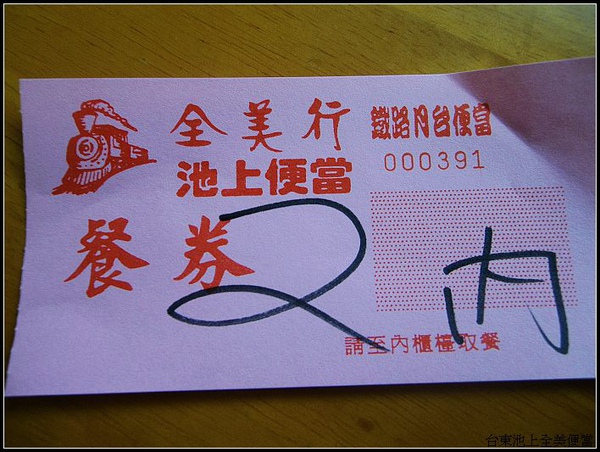 全美行
池上便當
鐵路月台便當
000391
餐券
2
內
請至內櫃檯取餐
台東池上全美便當